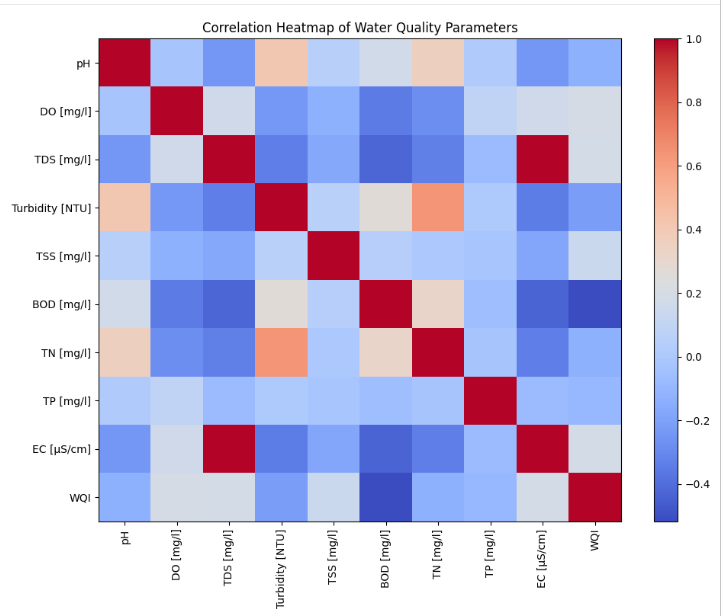 Correlation Heatmap of Water Quality Parameters
pH
DO [mg/l]
TDS [mg/l]
Turbidity [NTU]
TSS [mg/l]
BOD [mg/l]
TN [mg/l]
TP [mg/l]
EC [µS/cm]
WQI
pH
DO [mg/l]
TDS [mg/l]
Turbidity [NTU]
TSS [mg/l]
BOD [mg/l]
TN [mg/l]
TP [mg/l]
EC [µS/cm]
WQI
1.0
0.8
0.6
0.4
0.2
0.0
−0.2
−0.4